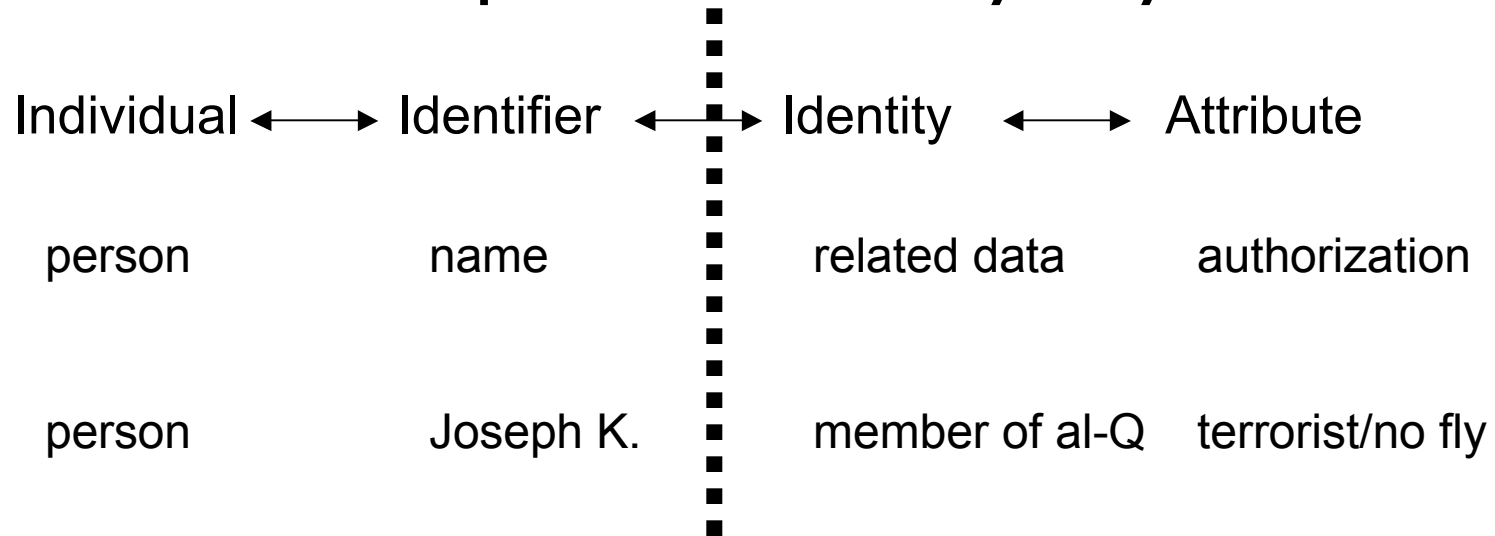 Individual Identifier Identity Attribute
person name related data authorization
person Joseph K. member of al-Q terrorist/no fly